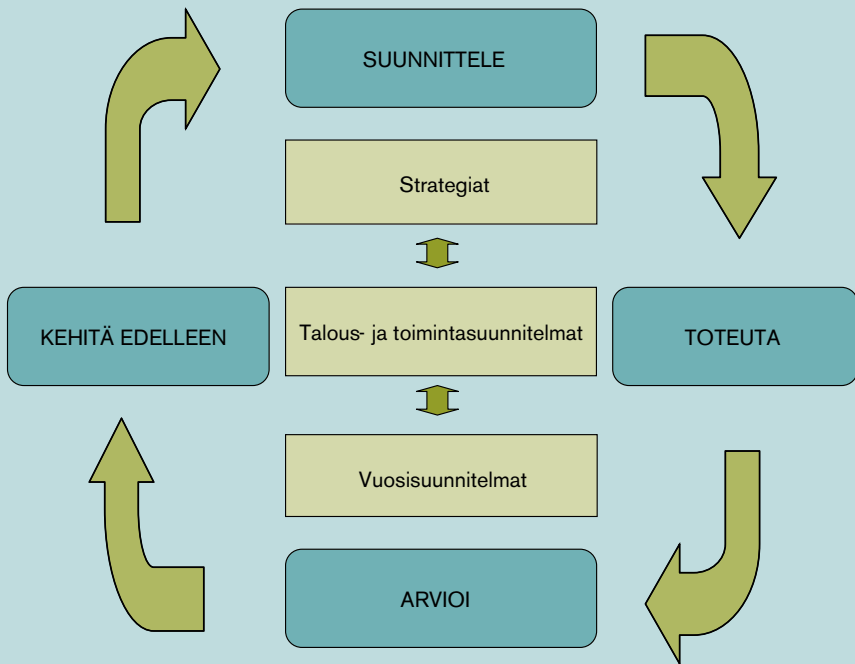 SUUNNITTELE
Strategiat
KEHITÄ EDELLEEN
Talous- ja toimintasuunnitelmat
TOTEUTA
Vuosisuunnitelmat
ARVIOI